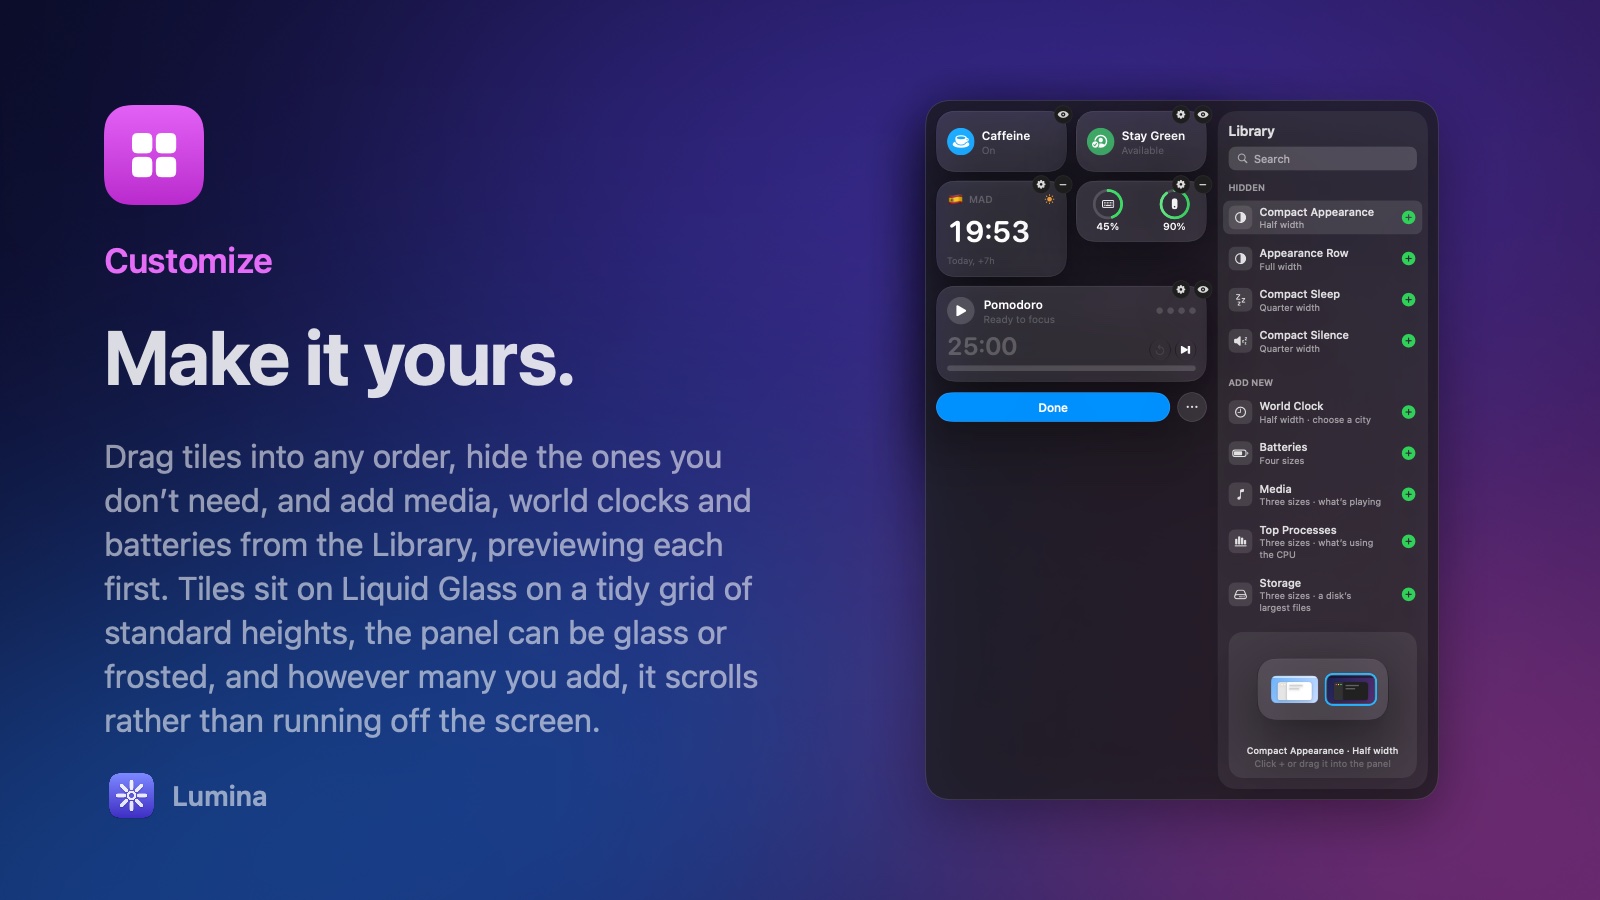 Customize
Make it yours.
Drag tiles into any order, hide the ones you
don’t need, and add media, world clocks and
batteries from the Library, previewing each
first. Tiles sit on Liquid Glass on a tidy grid of
standard heights, the panel can be glass or
frosted, and however many you add, it scrolls
rather than running off the screen.
Lumina
Caffeine
On
Stay Green
Available
MAD
19:53
Today, +7h
45%
90%
Pomodoro
Ready to focus
25:00
Done
Library
Search
HIDDEN
Compact Appearance
Half width
Appearance Row
Full width
Compact Sleep
Quarter width
Compact Silence
Quarter width
ADD NEW
World Clock
Half width · choose a city
Batteries
Four sizes
Media
Three sizes · what’s playing
Top Processes
Three sizes · what’s using
the CPU
Storage
Three sizes · a disk’s
largest files
Compact Appearance · Half width
Click + or drag it into the panel